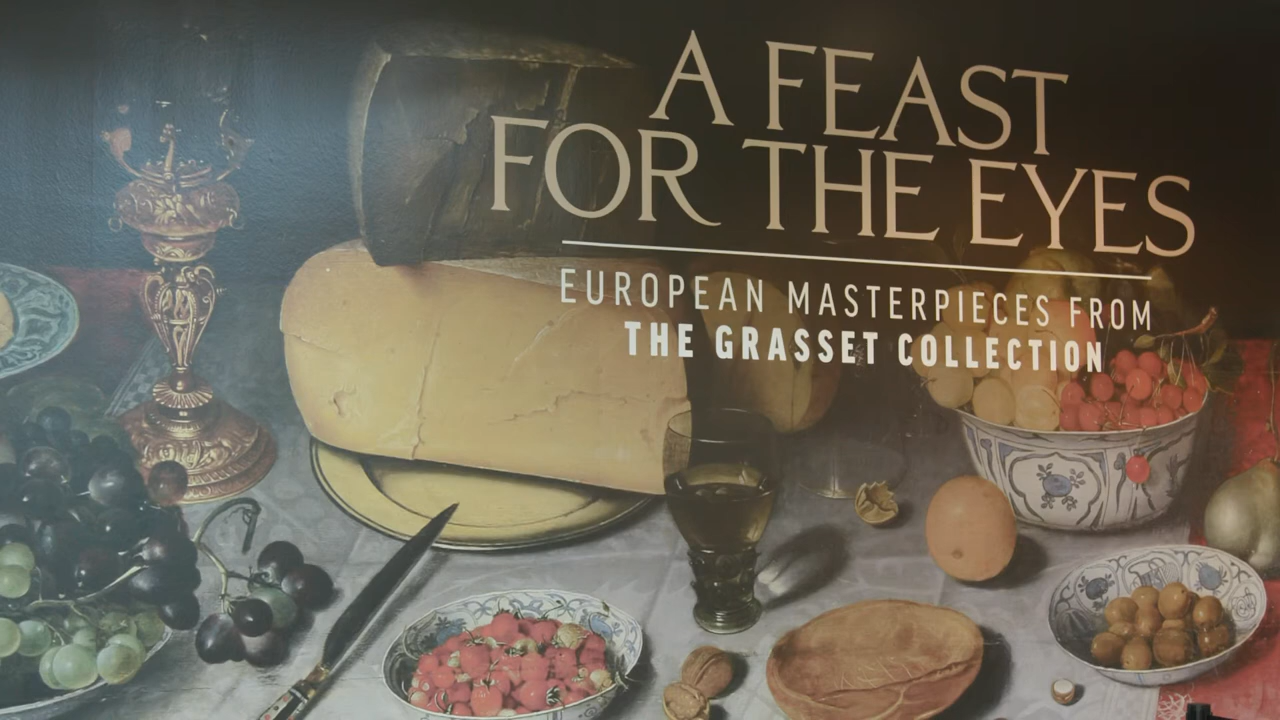 A FEAST
FOR THE EYES
EUROPEAN MASTERPIECES FROM
THE GRASSET COLLECTION